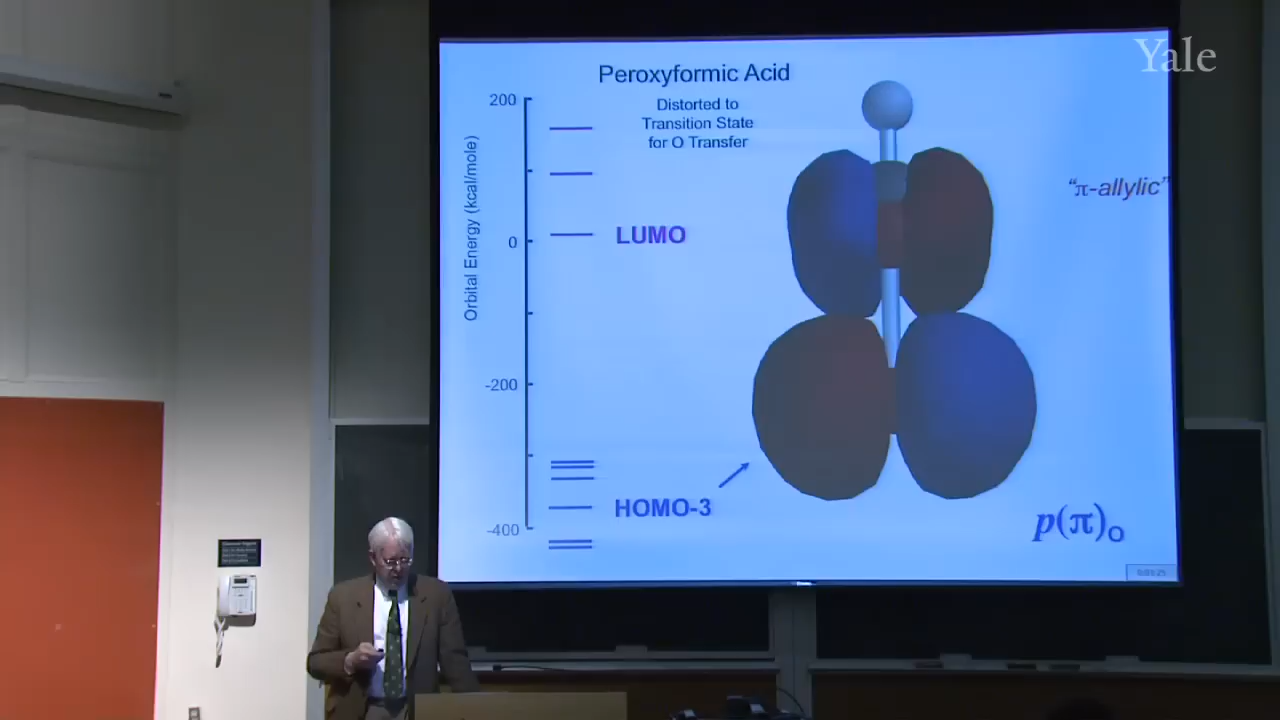 Yale
Peroxyformic Acid
Distorted to
Transition State
for O Transfer
200
0
-200
-400
Orbital Energy (kcal/mole)
LUMO
HOMO-3
“π-allylic”
p(π)O